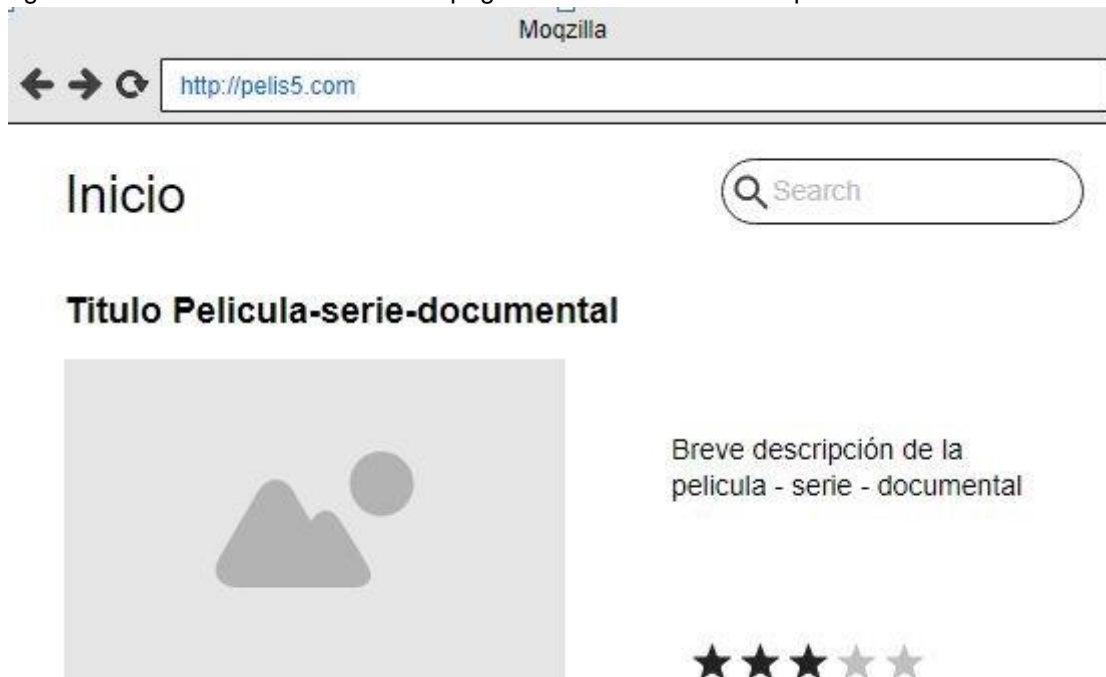 Moqzilla
http://pelis5.com
Inicio
Search
Titulo Pelicula-serie-documental
Breve descripción de la
pelicula - serie - documental